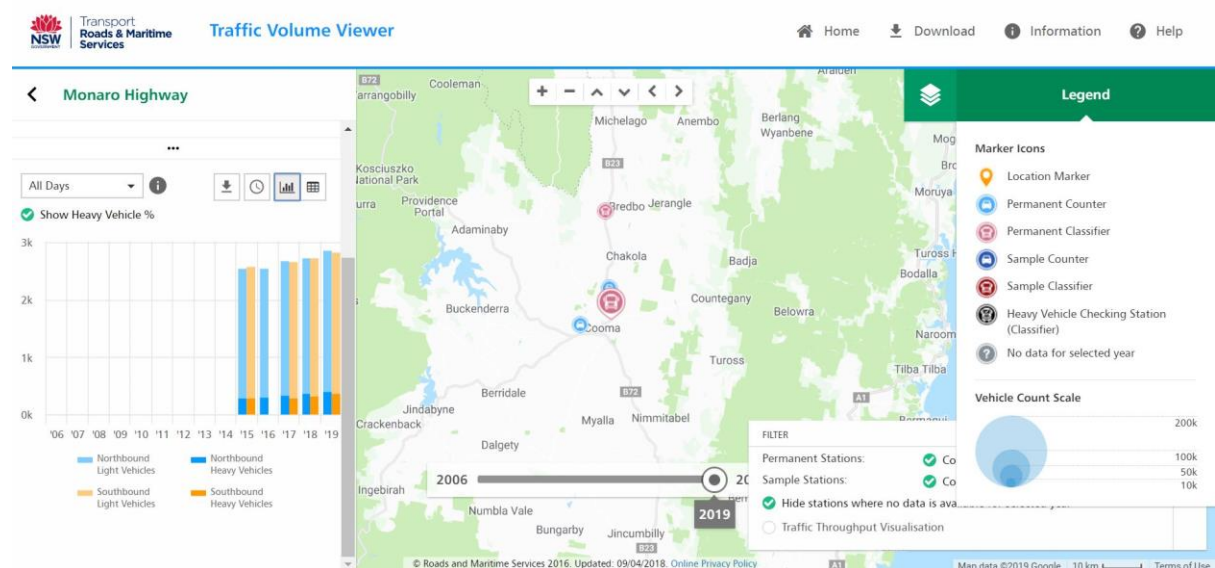 NSW
GOVERNMENT
Transport
Roads & Maritime
Services
Traffic Volume Viewer
Home
Download
Information
Help
Monaro Highway
All Days
Show Heavy Vehicle %
3k
2k
1k
0k
'06 '07 '08 '09 '10 '11 '12 '13 '14 '15 '16 '17 '18 '19
Northbound
Light Vehicles
Northbound
Heavy Vehicles
Southbound
Light Vehicles
Southbound
Heavy Vehicles
B72
Cooleman
arrangobilly
Michelago
Anembo
Berlang
Wyanbene
Mog
B23
Kosciuszko
National Park
urra
Providence
Portal
Bredbo
Jerangle
Moruya
Adaminaby
Chakola
Badja
Tuross H
Bodalla
Buckenderra
Countegany
Belowra
Cooma
Naroom
Tuross
Tilba Tilba
Berridale
B72
A1
Jindabyne
Crackenback
Myalla
Nimmitabel
Dalgety
Ingebirah
Numbla Vale
Bungarby
Jincumbilly
B23
A1
2006
2019
FILTER
Permanent Stations:
Co
Sample Stations:
Co
Hide stations where no data is available for selected year
Traffic Throughput Visualisation
Legend
Marker Icons
Location Marker
Permanent Counter
Permanent Classifier
Sample Counter
Sample Classifier
Heavy Vehicle Checking Station
(Classifier)
No data for selected year
Vehicle Count Scale
200k
100k
50k
10k
© Roads and Maritime Services 2016. Updated: 09/04/2018. Online Privacy Policy
Map data ©2019 Google
10 km
Terms of Use